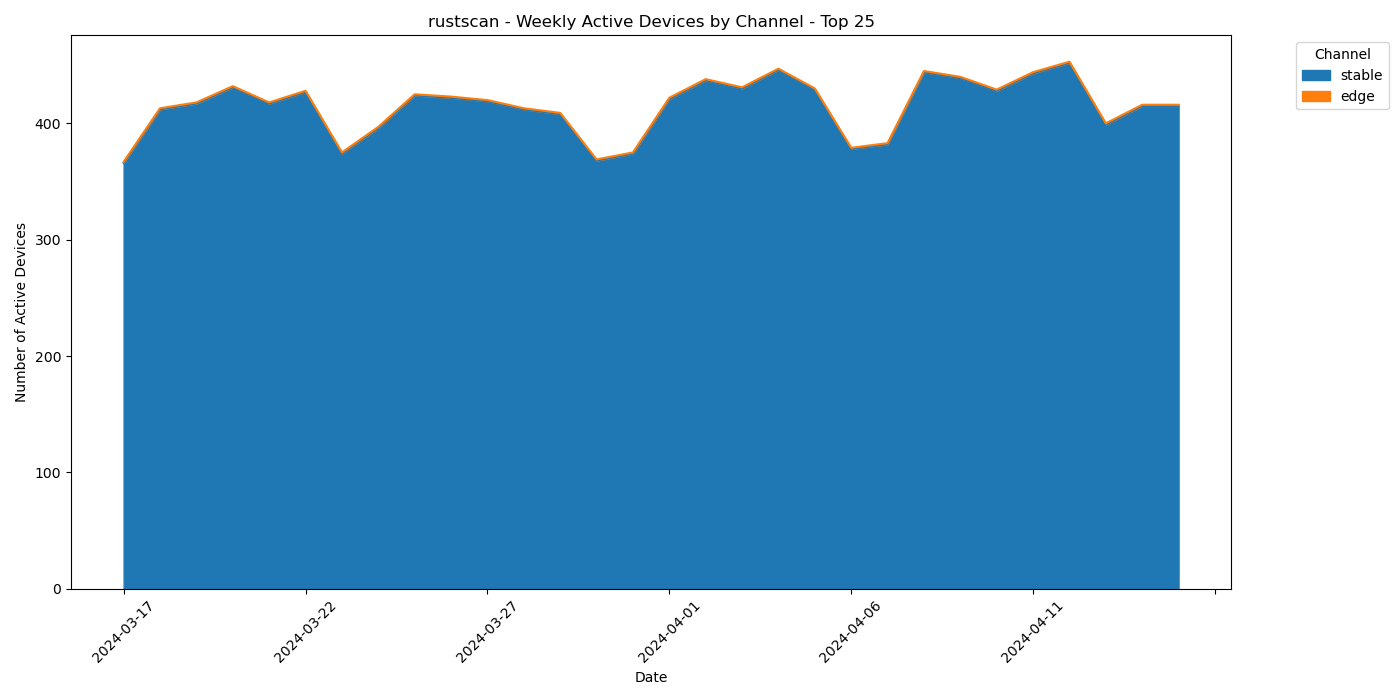 rustscan - Weekly Active Devices by Channel - Top 25
Channel
stable
edge
Number of Active Devices
400
300
200
100
0
2024-03-17
2024-03-22
2024-03-27
2024-04-01
2024-04-06
2024-04-11
Date